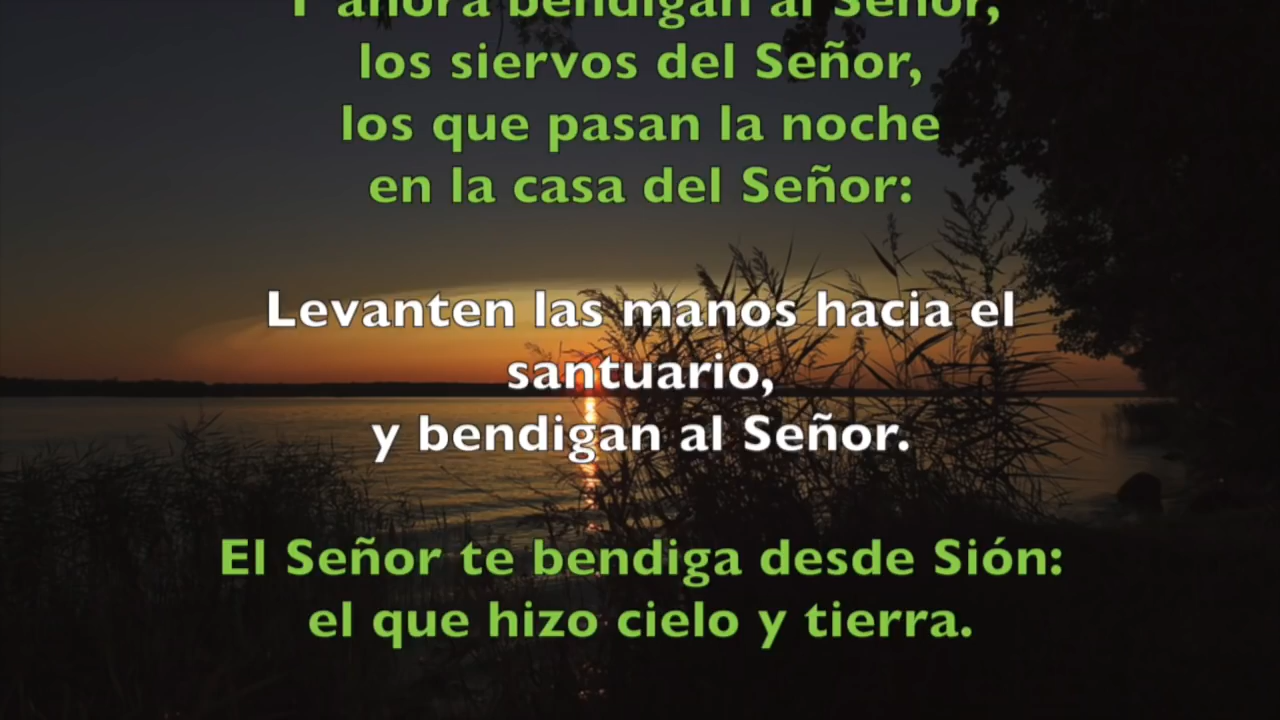 Y ahora bendigan al Señor,
los siervos del Señor,
los que pasan la noche
en la casa del Señor:
Levanten las manos hacia el
santuario,
y bendigan al Señor.
El Señor te bendiga desde Sión:
el que hizo cielo y tierra.